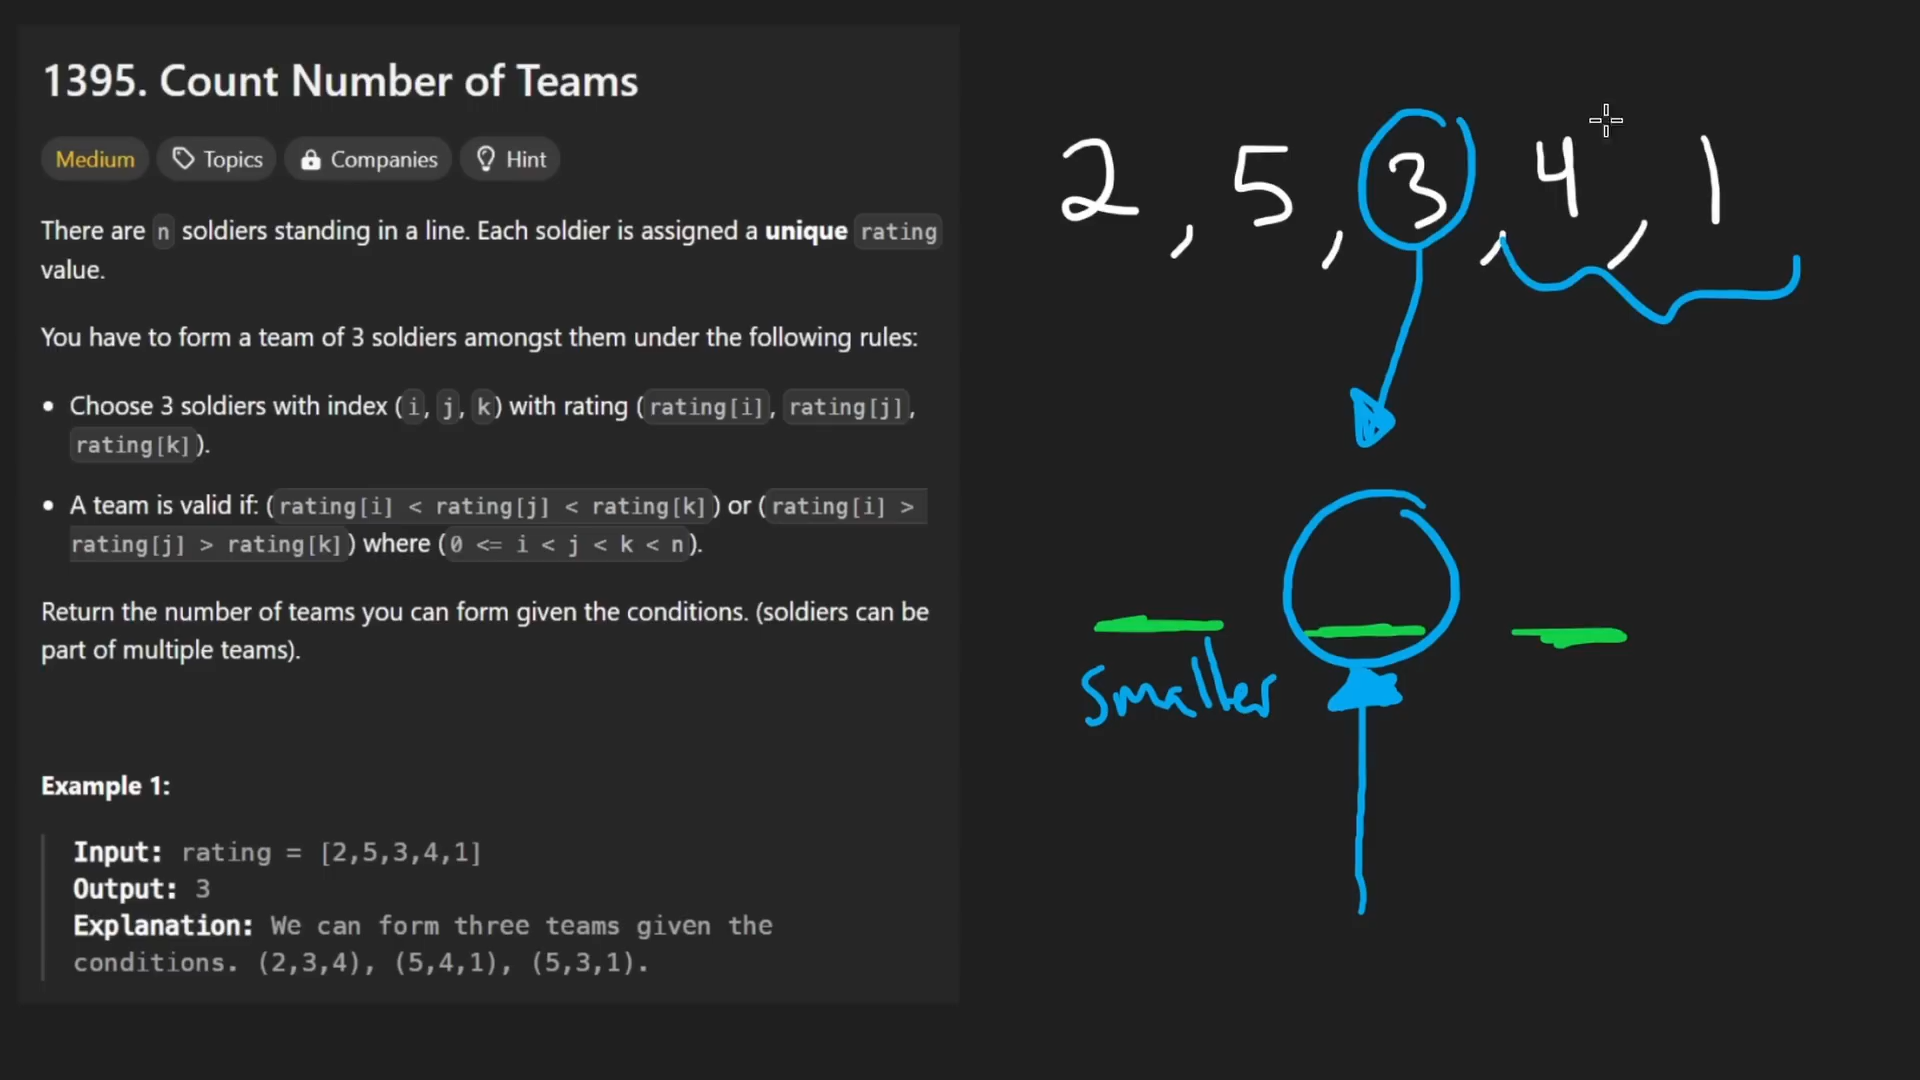 1395. Count Number of Teams
Medium Topics Companies Hint
There are n soldiers standing in a line. Each soldier is assigned a unique rating
value.
You have to form a team of 3 soldiers amongst them under the following rules:
• Choose 3 soldiers with index (i, j, k) with rating (rating[i], rating[j],
rating[k]).
• A team is valid if: (rating[i] < rating[j] < rating[k]) or (rating[i] >
rating[j] > rating[k]) where (0 <= i < j < k < n).
Return the number of teams you can form given the conditions. (soldiers can be
part of multiple teams).
Example 1:
Input: rating = [2,5,3,4,1]
Output: 3
Explanation: We can form three teams given the
conditions. (2,3,4), (5,4,1), (5,3,1).
2, 5, 3, 4, 1
Smaller